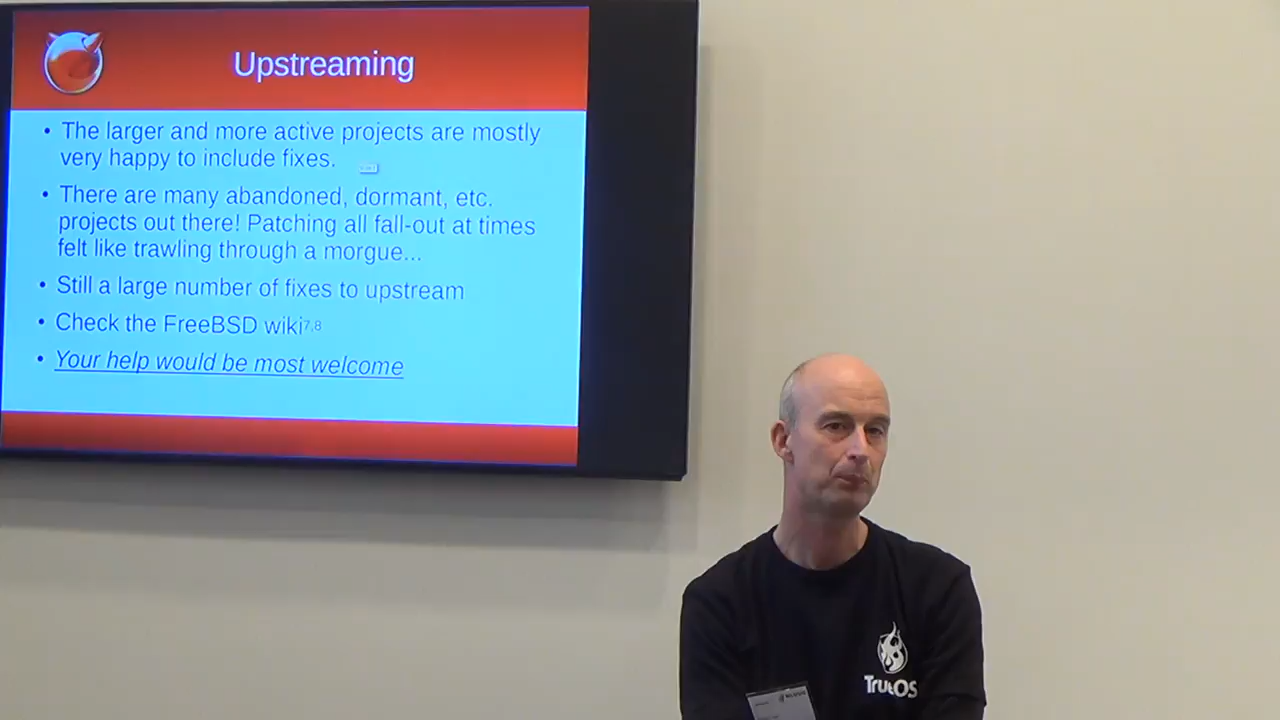 Upstreaming
• The larger and more active projects are mostly
very happy to include fixes.
• There are many abandoned, dormant, etc.
projects out there! Patching all fall-out at times
felt like trawling through a morgue...
• Still a large number of fixes to upstream
• Check the FreeBSD wiki7,8
• Your help would be most welcome
TrueOS